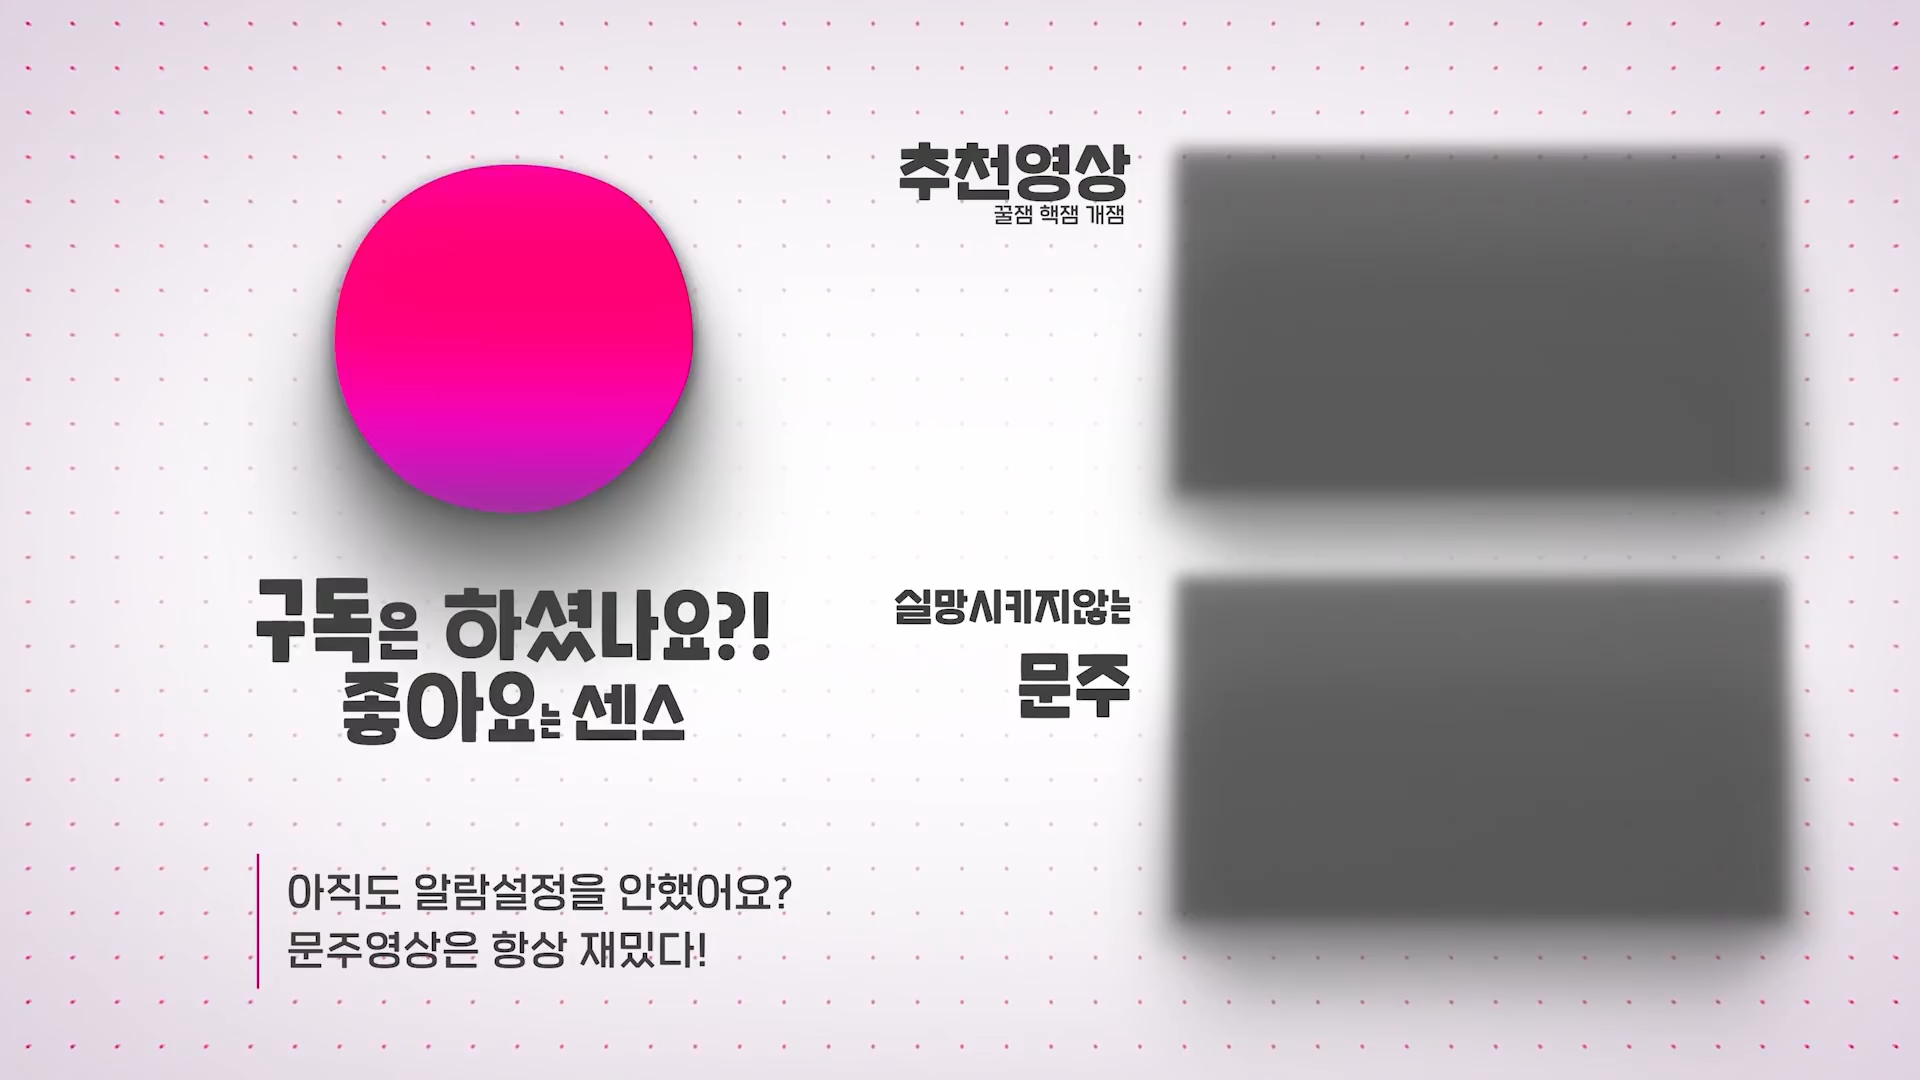 추천영상
꿀잼 핵잼 개잼
구독은 하셨나요?!
좋아요는 센스
실망시키지않는
문주
아직도 알람설정을 안했어요?
문주영상은 항상 재밌다!